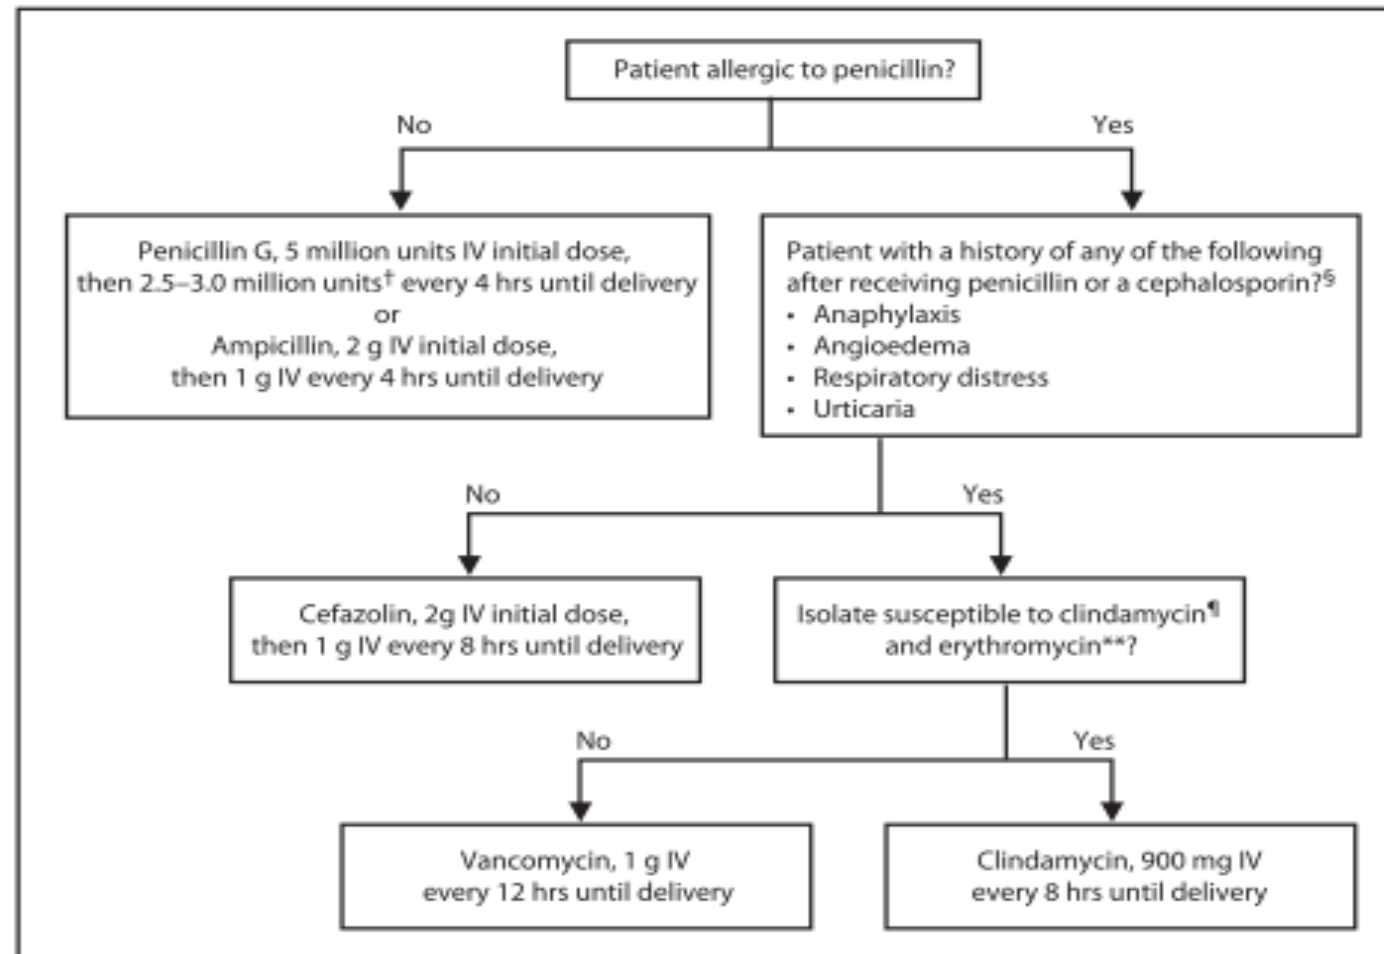 Patient allergic to penicillin?
No
Yes
Penicillin G, 5 million units IV initial dose,
then 2.5–3.0 million units† every 4 hrs until delivery
or
Ampicillin, 2 g IV initial dose,
then 1 g IV every 4 hrs until delivery
Patient with a history of any of the following
after receiving penicillin or a cephalosporin?§
• Anaphylaxis
• Angioedema
• Respiratory distress
• Urticaria
No
Yes
Cefazolin, 2g IV initial dose,
then 1 g IV every 8 hrs until delivery
Isolate susceptible to clindamycin¶
and erythromycin**?
No
Yes
Vancomycin, 1 g IV
every 12 hrs until delivery
Clindamycin, 900 mg IV
every 8 hrs until delivery